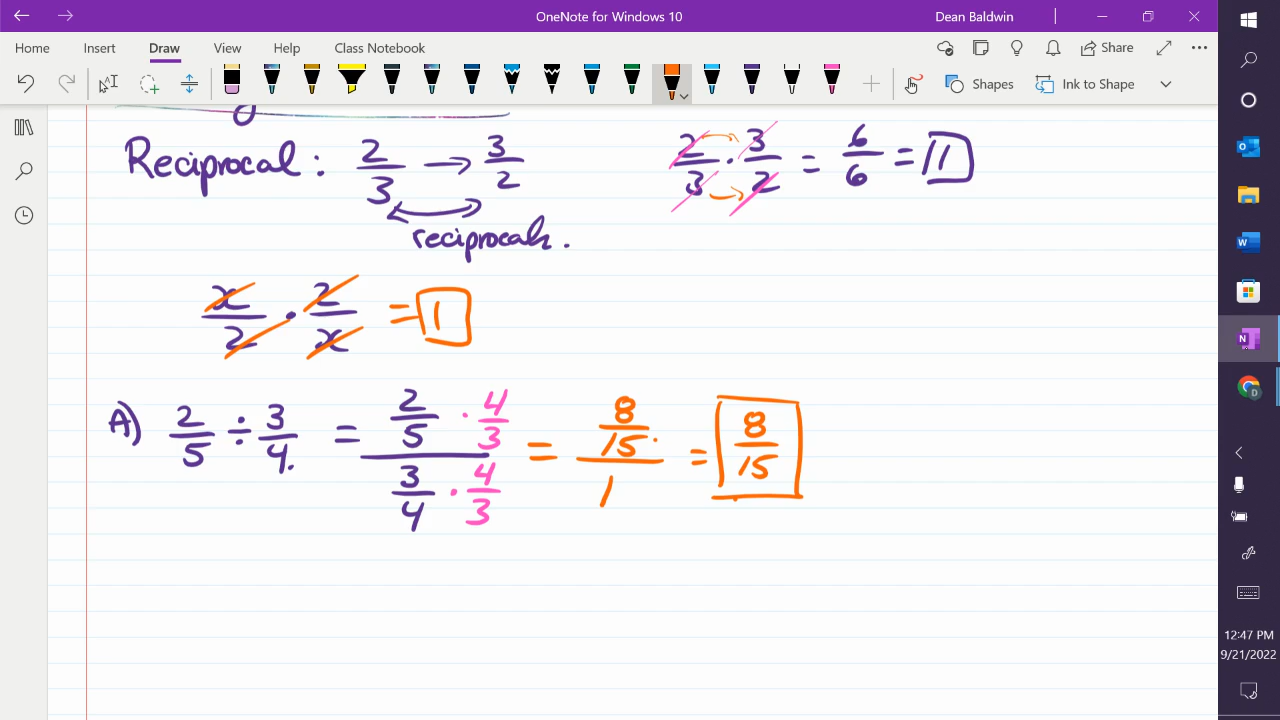 OneNote for Windows 10
Dean Baldwin
Home Insert Draw View Help Class Notebook
Share
Shapes
Ink to Shape
Reciprocal : 2/3 → 3/2
2/3 · 3/2 = 6/6 = 1
reciprocals.
x/2 · 2/x = 1
A) 2/5 ÷ 3/4. = (2/5 · 4/3)/(3/4 · 4/3) = (8/15)/1 = 8/15
12:47 PM
9/21/2022